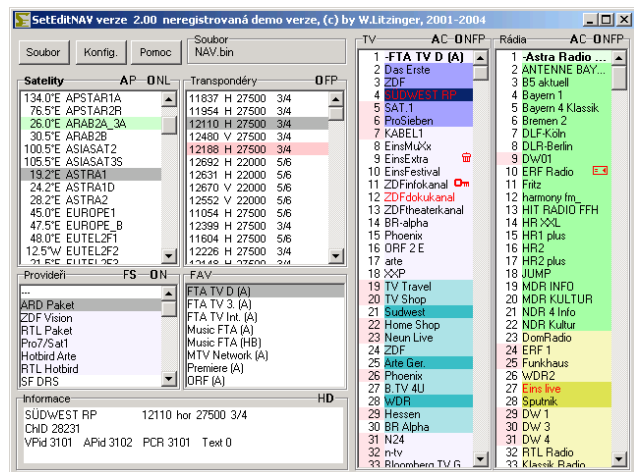 SetEditNAV verze 2.00 neregistrovaná demo verze, (c) by W.Litzinger, 2001-2004
Soubor Konfig. Pomoc
Soubor
NAV.bin
Satelity AP ONL
134.0°E APSTAR1A
76.5°E APSTAR2R
26.0°E ARAB2A_3A
30.5°E ARAB2B
100.5°E ASIASAT2
105.5°E ASIASAT3S
19.2°E ASTRA1
24.2°E ASTRA1D
28.2°E ASTRA2
45.0°E EUROPE1
47.5°E EUROPE_B
48.0°E EUTEL2F1
12.5°W EUTEL2F2
21.5°E EUTEL2F3
Transpondéry OFP
11837 H 27500 3/4
11954 H 27500 3/4
12110 H 27500 3/4
12480 V 27500 3/4
12188 H 27500 3/4
12692 H 22000 5/6
12631 H 22000 5/6
12670 V 22000 5/6
12552 V 22000 5/6
11054 H 27500 5/6
12399 H 27500 5/6
11604 H 27500 5/6
12226 H 27500 3/4
12148 H 27500 3/4
Provideři FS ON
---
ARD Paket
ZDF Vision
RTL Paket
Pro7/Sat1
Hotbird Arte
RTL Hotbird
SF DRS
FAV
FTA TV D (A)
FTA TV 3. (A)
FTA TV Int. (A)
Music FTA (A)
Music FTA (HB)
MTV Network (A)
Premiere (A)
ORF (A)
Informace HD
SÜDWEST RP 12110 hor 27500 3/4
ChID 28231
VPid 3101 APid 3102 PCR 3101 Text 0
TV AC ONFP
1 -FTA TV D (A)
2 Das Erste
3 ZDF
4 SÜDWEST RP
5 SAT.1
6 ProSieben
7 KABEL1
8 EinsMuXx
9 EinsExtra
10 EinsFestival
11 ZDFinfokanal
12 ZDFdokukanal
13 ZDFtheaterkanal
14 BR-alpha
15 Phoenix
16 ORF 2 E
17 arte
18 XXP
19 TV Travel
20 TV Shop
21 Sudwest
22 Home Shop
23 Neun Live
24 ZDF
25 Arte Ger.
26 Phoenix
27 B.TV 4U
28 WDR
29 Hessen
30 BR Alpha
31 N24
32 n-tv
33 Bloomberg TV G
Rádia AC ONFP
1 -Astra Radio ...
2 ANTENNE BAY...
3 B5 aktuell
4 Bayern 1
5 Bayern 4 Klassik
6 Bremen 2
7 DLF-Köln
8 DLR-Berlin
9 DW01
10 ERF Radio
11 Fritz
12 harmony fm_
13 HIT RADIO FFH
14 HR XXL
15 HR1 plus
16 HR2
17 HR2 plus
18 JUMP
19 MDR INFO
20 MDR KULTUR
21 NDR 4 Info
22 NDR Kultur
23 DomRadio
24 ERF 1
25 Funkhaus
26 WDR2
27 Eins live
28 Sputnik
29 DW 1
30 DW 3
31 DW 4
32 RTL Radio
33 Klassik Radio